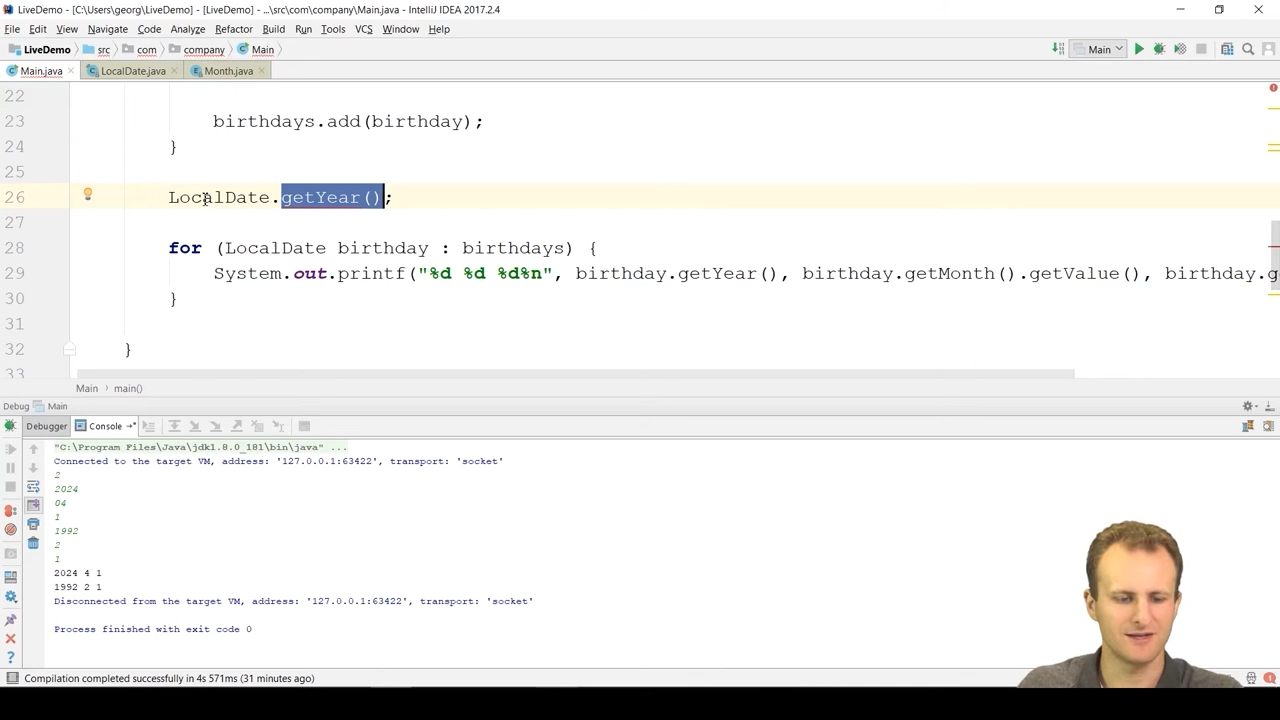 LiveDemo - [C:\Users\georg\LiveDemo] - [LiveDemo] - ...\src\com\company\Main.java - IntelliJ IDEA 2017.2.4
File Edit View Navigate Code Analyze Refactor Build Run Tools VCS Window Help
LiveDemo src com company Main Main
Main.java LocalDate.java Month.java
22
23 birthdays.add(birthday);
24 }
25
26 LocalDate.getYear();
27
28 for (LocalDate birthday : birthdays) {
29 System.out.printf("%d %d %d%n", birthday.getYear(), birthday.getMonth().getValue(), birthday.g
30 }
31
32 }
33
Main main()
Debug Main
Debugger Console
"C:\Program Files\Java\jdk1.8.0_181\bin\java" ...
Connected to the target VM, address: '127.0.0.1:63422', transport: 'socket'
2
2024
04
1
1992
2
1
2024 4 1
1992 2 1
Disconnected from the target VM, address: '127.0.0.1:63422', transport: 'socket'
Process finished with exit code 0
Compilation completed successfully in 4s 571ms (31 minutes ago)